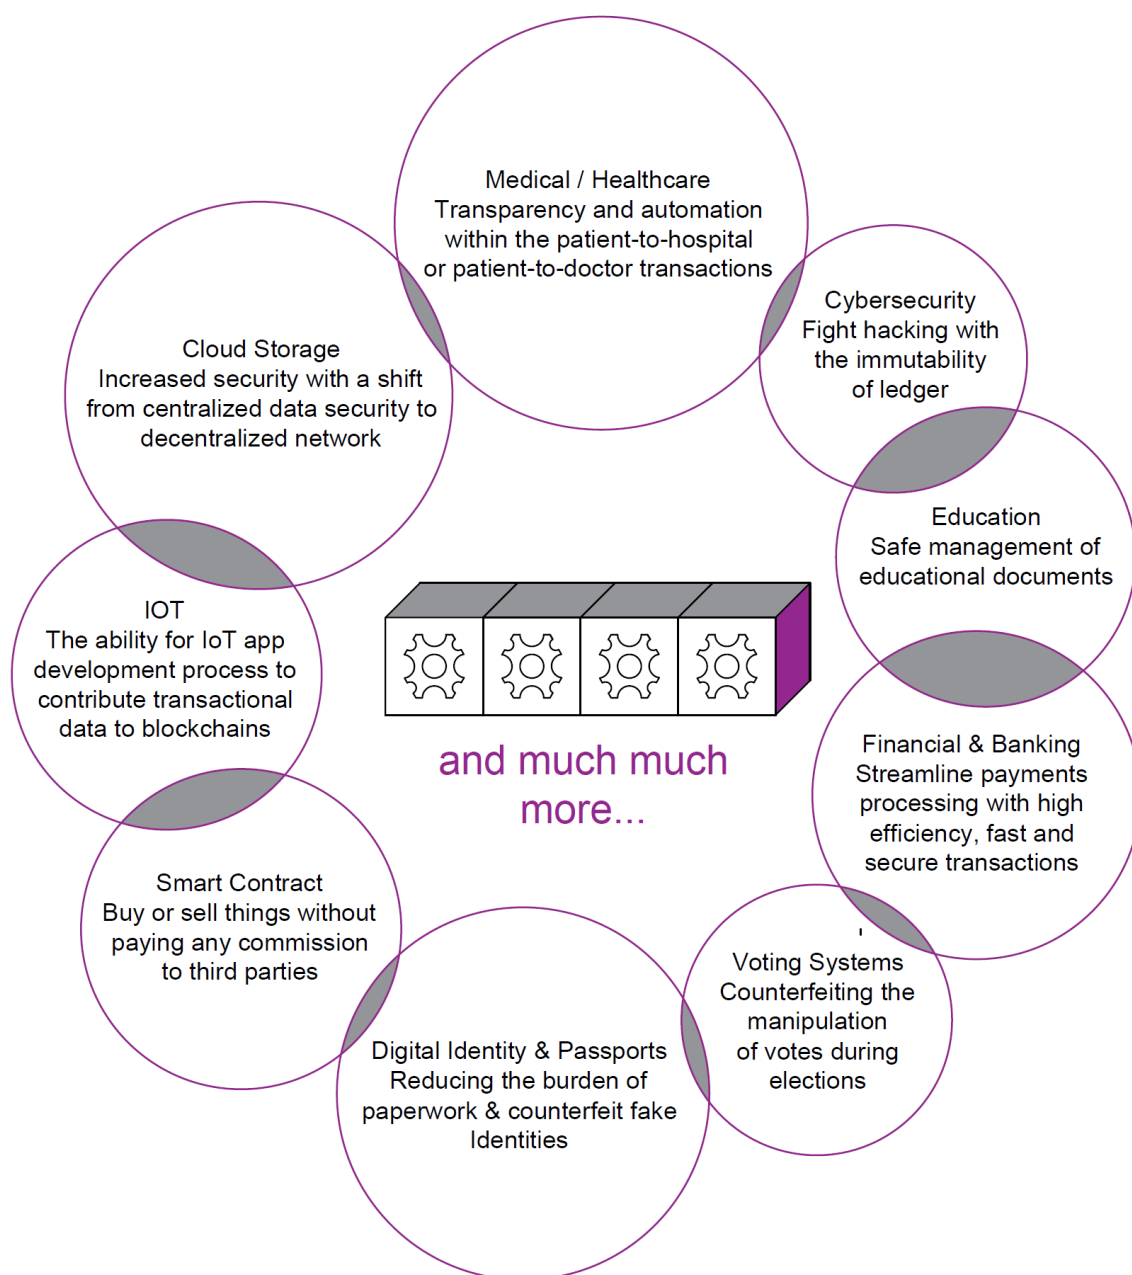 Medical / Healthcare
Transparency and automation
within the patient-to-hospital
or patient-to-doctor transactions
Cybersecurity
Fight hacking with
the immutability
of ledger
Education
Safe management of
educational documents
Financial & Banking
Streamline payments
processing with high
efficiency, fast and
secure transactions
Voting Systems
Counterfeiting the
manipulation
of votes during
elections
Digital Identity & Passports
Reducing the burden of
paperwork & counterfeit fake
Identities
Smart Contract
Buy or sell things without
paying any commission
to third parties
IOT
The ability for IoT app
development process to
contribute transactional
data to blockchains
Cloud Storage
Increased security with a shift
from centralized data security to
decentralized network
and much much
more...